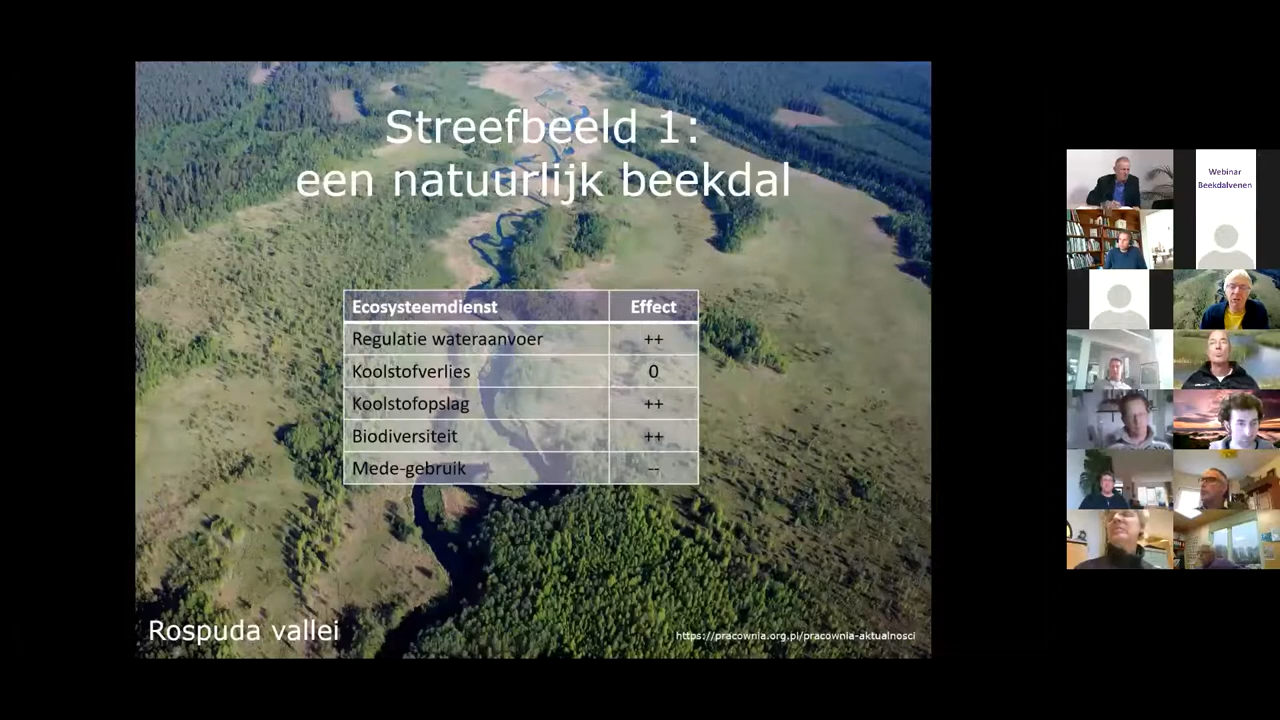 Streefbeeld 1:
een natuurlijk beekdal
Ecosysteemdienst Effect
Regulatie wateraanvoer ++
Koolstofverlies 0
Koolstofopslag ++
Biodiversiteit ++
Mede-gebruik --
Rospuda vallei
https://pracownia.org.pl/pracownia-aktualnosci
Webinar
Beekdalvenen